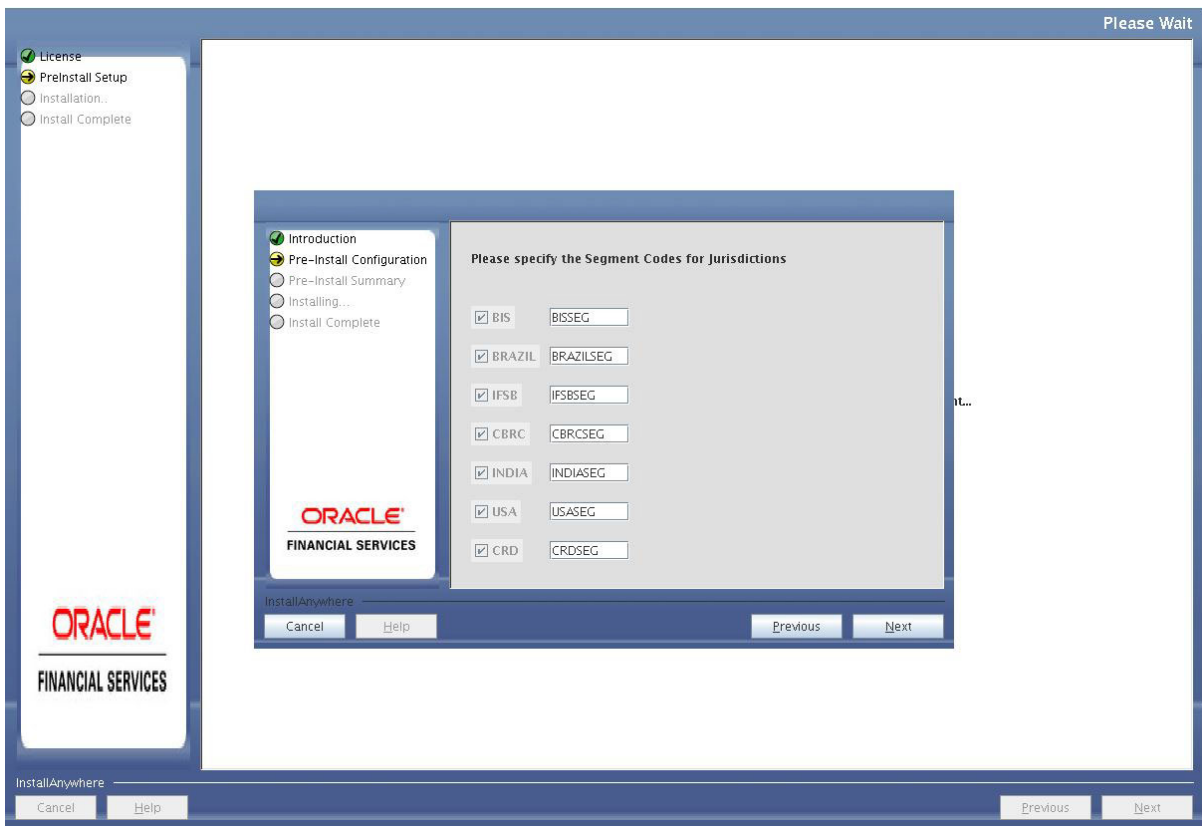 Please Wait
License
PreInstall Setup
Installation..
Install Complete
Introduction
Pre-Install Configuration
Pre-Install Summary
Installing...
Install Complete
ORACLE'
FINANCIAL SERVICES
Please specify the Segment Codes for Jurisdictions
BIS BISSEG
BRAZIL BRAZILSEG
IFSB IFSBSEG
CBRC CBRCSEG
INDIA INDIASEG
USA USASEG
CRD CRDSEG
InstallAnywhere
Cancel Help Previous Next
ORACLE'
FINANCIAL SERVICES
InstallAnywhere
Cancel Help Previous Next